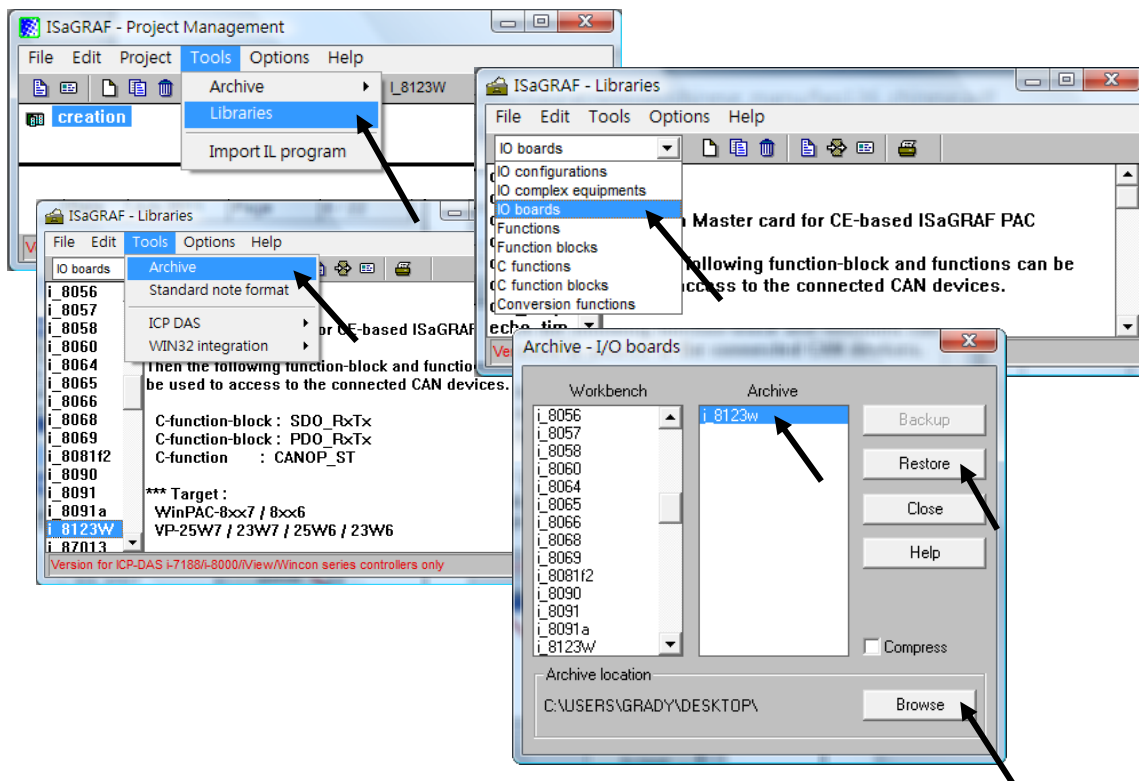 ISaGRAF - Project Management
File Edit Project Tools Options Help
I_8123W
Archive
Libraries
Import IL program
creation
ISaGRAF - Libraries
File Edit Tools Options Help
IO boards
IO configurations
IO complex equipments
IO boards
Functions
Function blocks
C functions
C function blocks
Conversion functions
Master card for CE-based ISaGRAF PAC
following function-block and functions can be
access to the connected CAN devices.
echo_tim
ISaGRAF - Libraries
File Edit Tools Options Help
IO boards
Archive
Standard note format
ICP DAS
WIN32 integration
i_8056
i_8057
i_8058
i_8060
i_8064
i_8065
i_8066
i_8068
i_8069
i_8081f2
i_8090
i_8091
i_8091a
i_8123W
i_87013
or CE-based ISaGRAF
Then the following function-block and functio
be used to access to the connected CAN devices.
C-function-block : SDO_RxTx
C-function-block : PDO_RxTx
C-function : CANOP_ST
*** Target :
WinPAC-8xx7 / 8xx6
VP-25W7 / 23W7 / 25W6 / 23W6
Version for ICP-DAS i-7188/i-8000/iView/Wincon series controllers only
Archive - I/O boards
Workbench
Archive
i_8056
i_8057
i_8058
i_8060
i_8064
i_8065
i_8066
i_8068
i_8069
i_8081f2
i_8090
i_8091
i_8091a
i_8123W
i_8123w
Backup
Restore
Close
Help
Compress
Archive location
C:\USERS\GRADY\DESKTOP\
Browse